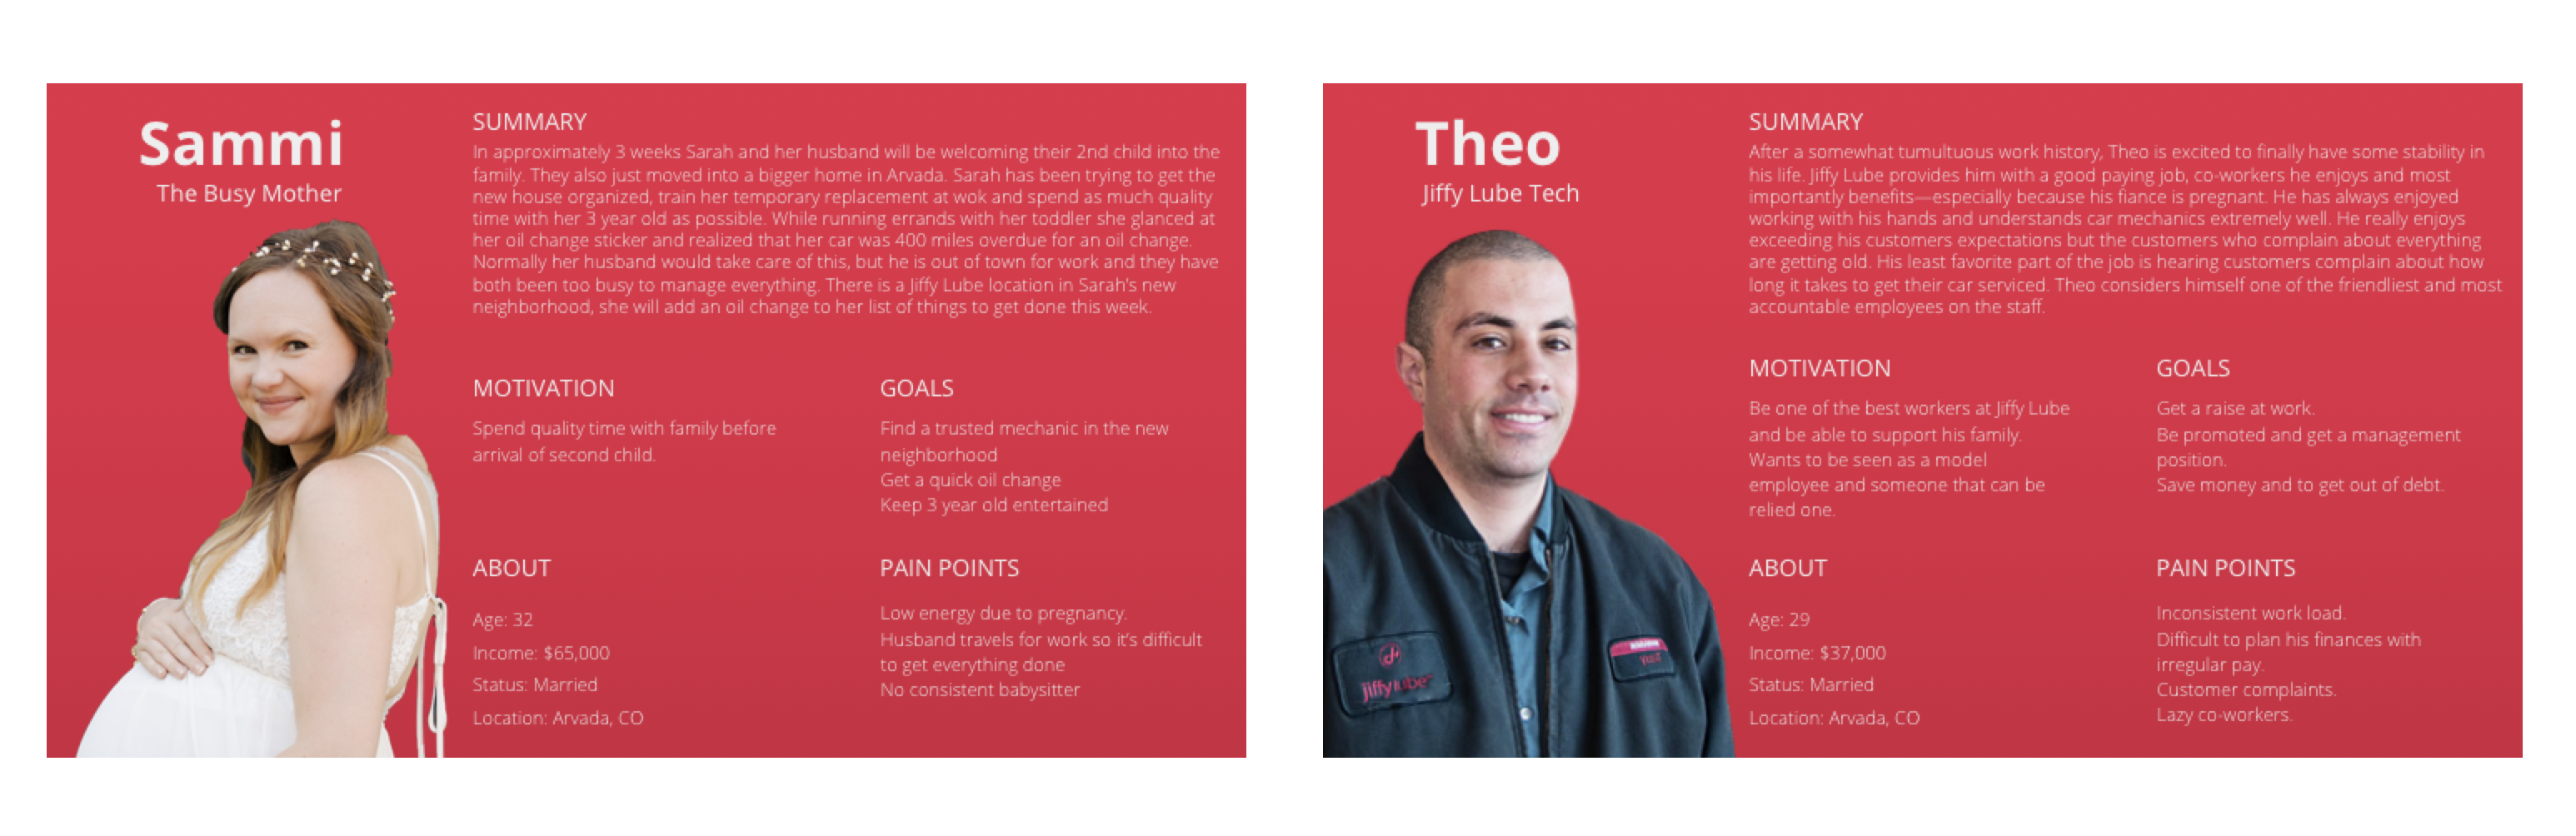 Sammi
The Busy Mother
SUMMARY
In approximately 3 weeks Sarah and her husband will be welcoming their 2nd child into the
family. They also just moved into a bigger home in Arvada. Sarah has been trying to get the
new house organized, train her temporary replacement at wok and spend as much quality
time with her 3 year old as possible. While running errands with her toddler she glanced at
her oil change sticker and realized that her car was 400 miles overdue for an oil change.
Normally her husband would take care of this, but he is out of town for work and they have
both been too busy to manage everything. There is a Jiffy Lube location in Sarah's new
neighborhood, she will add an oil change to her list of things to get done this week.
MOTIVATION
Spend quality time with family before
arrival of second child.
GOALS
Find a trusted mechanic in the new
neighborhood
Get a quick oil change
Keep 3 year old entertained
ABOUT
Age: 32
Income: $65,000
Status: Married
Location: Arvada, CO
PAIN POINTS
Low energy due to pregnancy.
Husband travels for work so it's difficult
to get everything done
No consistent babysitter
Theo
Jiffy Lube Tech
SUMMARY
After a somewhat tumultuous work history, Theo is excited to finally have some stability in
his life. Jiffy Lube provides him with a good paying job, co-workers he enjoys and most
importantly benefits—especially because his fiance is pregnant. He has always enjoyed
working with his hands and understands car mechanics extremely well. He really enjoys
exceeding his customers expectations but the customers who complain about everything
are getting old. His least favorite part of the job is hearing customers complain about how
long it takes to get their car serviced. Theo considers himself one of the friendliest and most
accountable employees on the staff.
MOTIVATION
Be one of the best workers at Jiffy Lube
and be able to support his family.
Wants to be seen as a model
employee and someone that can be
relied one.
GOALS
Get a raise at work.
Be promoted and get a management
position.
Save money and to get out of debt.
ABOUT
Age: 29
Income: $37,000
Status: Married
Location: Arvada, CO
PAIN POINTS
Inconsistent work load.
Difficult to plan his finances with
irregular pay.
Customer complaints.
Lazy co-workers.
jiffy lube